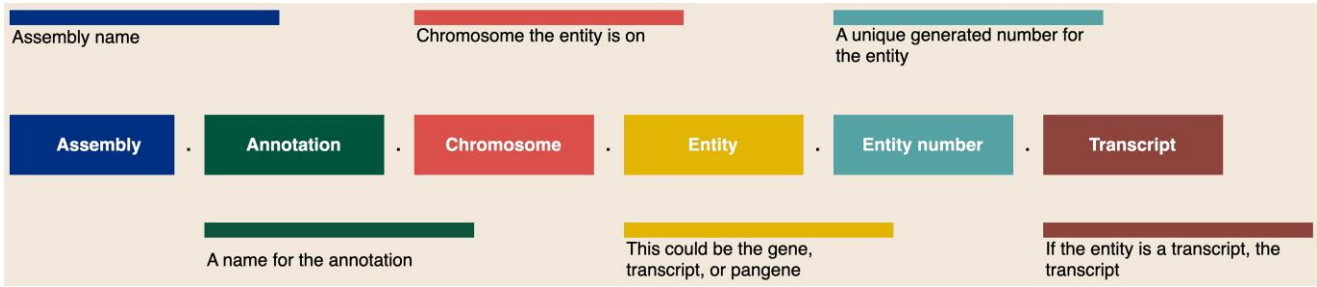 Assembly name
Chromosome the entity is on
A unique generated number for
the entity
Assembly . Annotation . Chromosome . Entity . Entity number . Transcript
A name for the annotation
This could be the gene,
transcript, or pangene
If the entity is a transcript, the
transcript